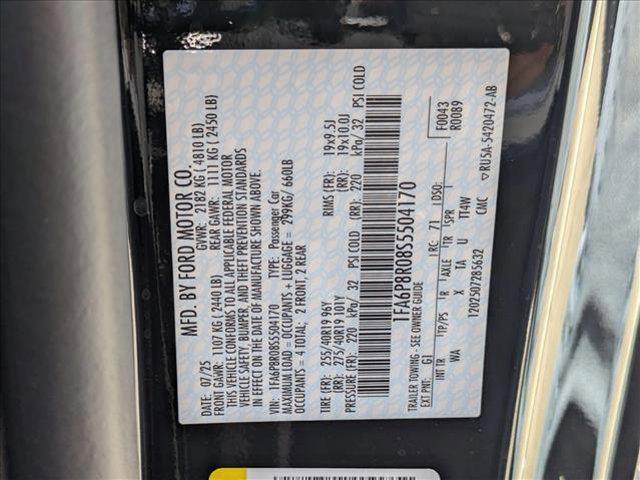 MFD. BY FORD MOTOR CO.
DATE: 07/25 GVWR: 2182 KG ( 4810 LB)
FRONT GAWR: 1107 KG ( 2440 LB) REAR GAWR: 1111 KG ( 2450 LB)
THIS VEHICLE CONFORMS TO ALL APPLICABLE FEDERAL MOTOR
VEHICLE SAFETY, BUMPER, AND THEFT PREVENTION STANDARDS
IN EFFECT ON THE DATE OF MANUFACTURE SHOWN ABOVE.
VIN: 1FA6P8R08S5504170 TYPE: Passenger Car
MAXIMUM LOAD = OCCUPANTS + LUGGAGE = 299KG/ 660LB
OCCUPANTS = 4 TOTAL; 2 FRONT, 2 REAR
TIRE (FR): 255/40R19 96Y RIMS (FR): 19x9.5J
(RR): 275/40R19 101Y (RR): 19x10.0J
PRESSURE (FR): 220 kPa/ 32 PSI COLD (RR): 220 kPa/ 32 PSI COLD
1FA6P8R08S5504170
TRAILER TOWING - SEE OWNER GUIDE
F0043
R0089
EXT PNT: G1 RC: 71 DSO:
INT TR TP/PS R AXLE TR SPR
WA X TA U TT4W
1202507285632 CMC ▽RU5A-5420472-AB